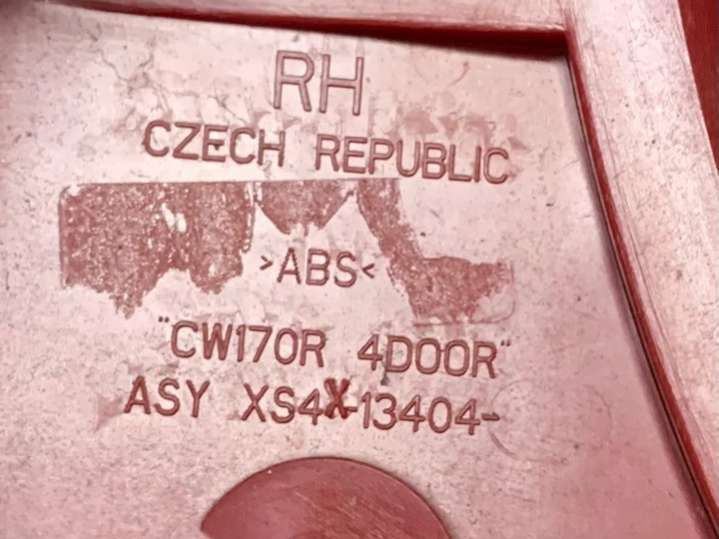 RH
CZECH REPUBLIC
>ABS<
"CW170R 4DOOR"
ASY XS4X-13404-